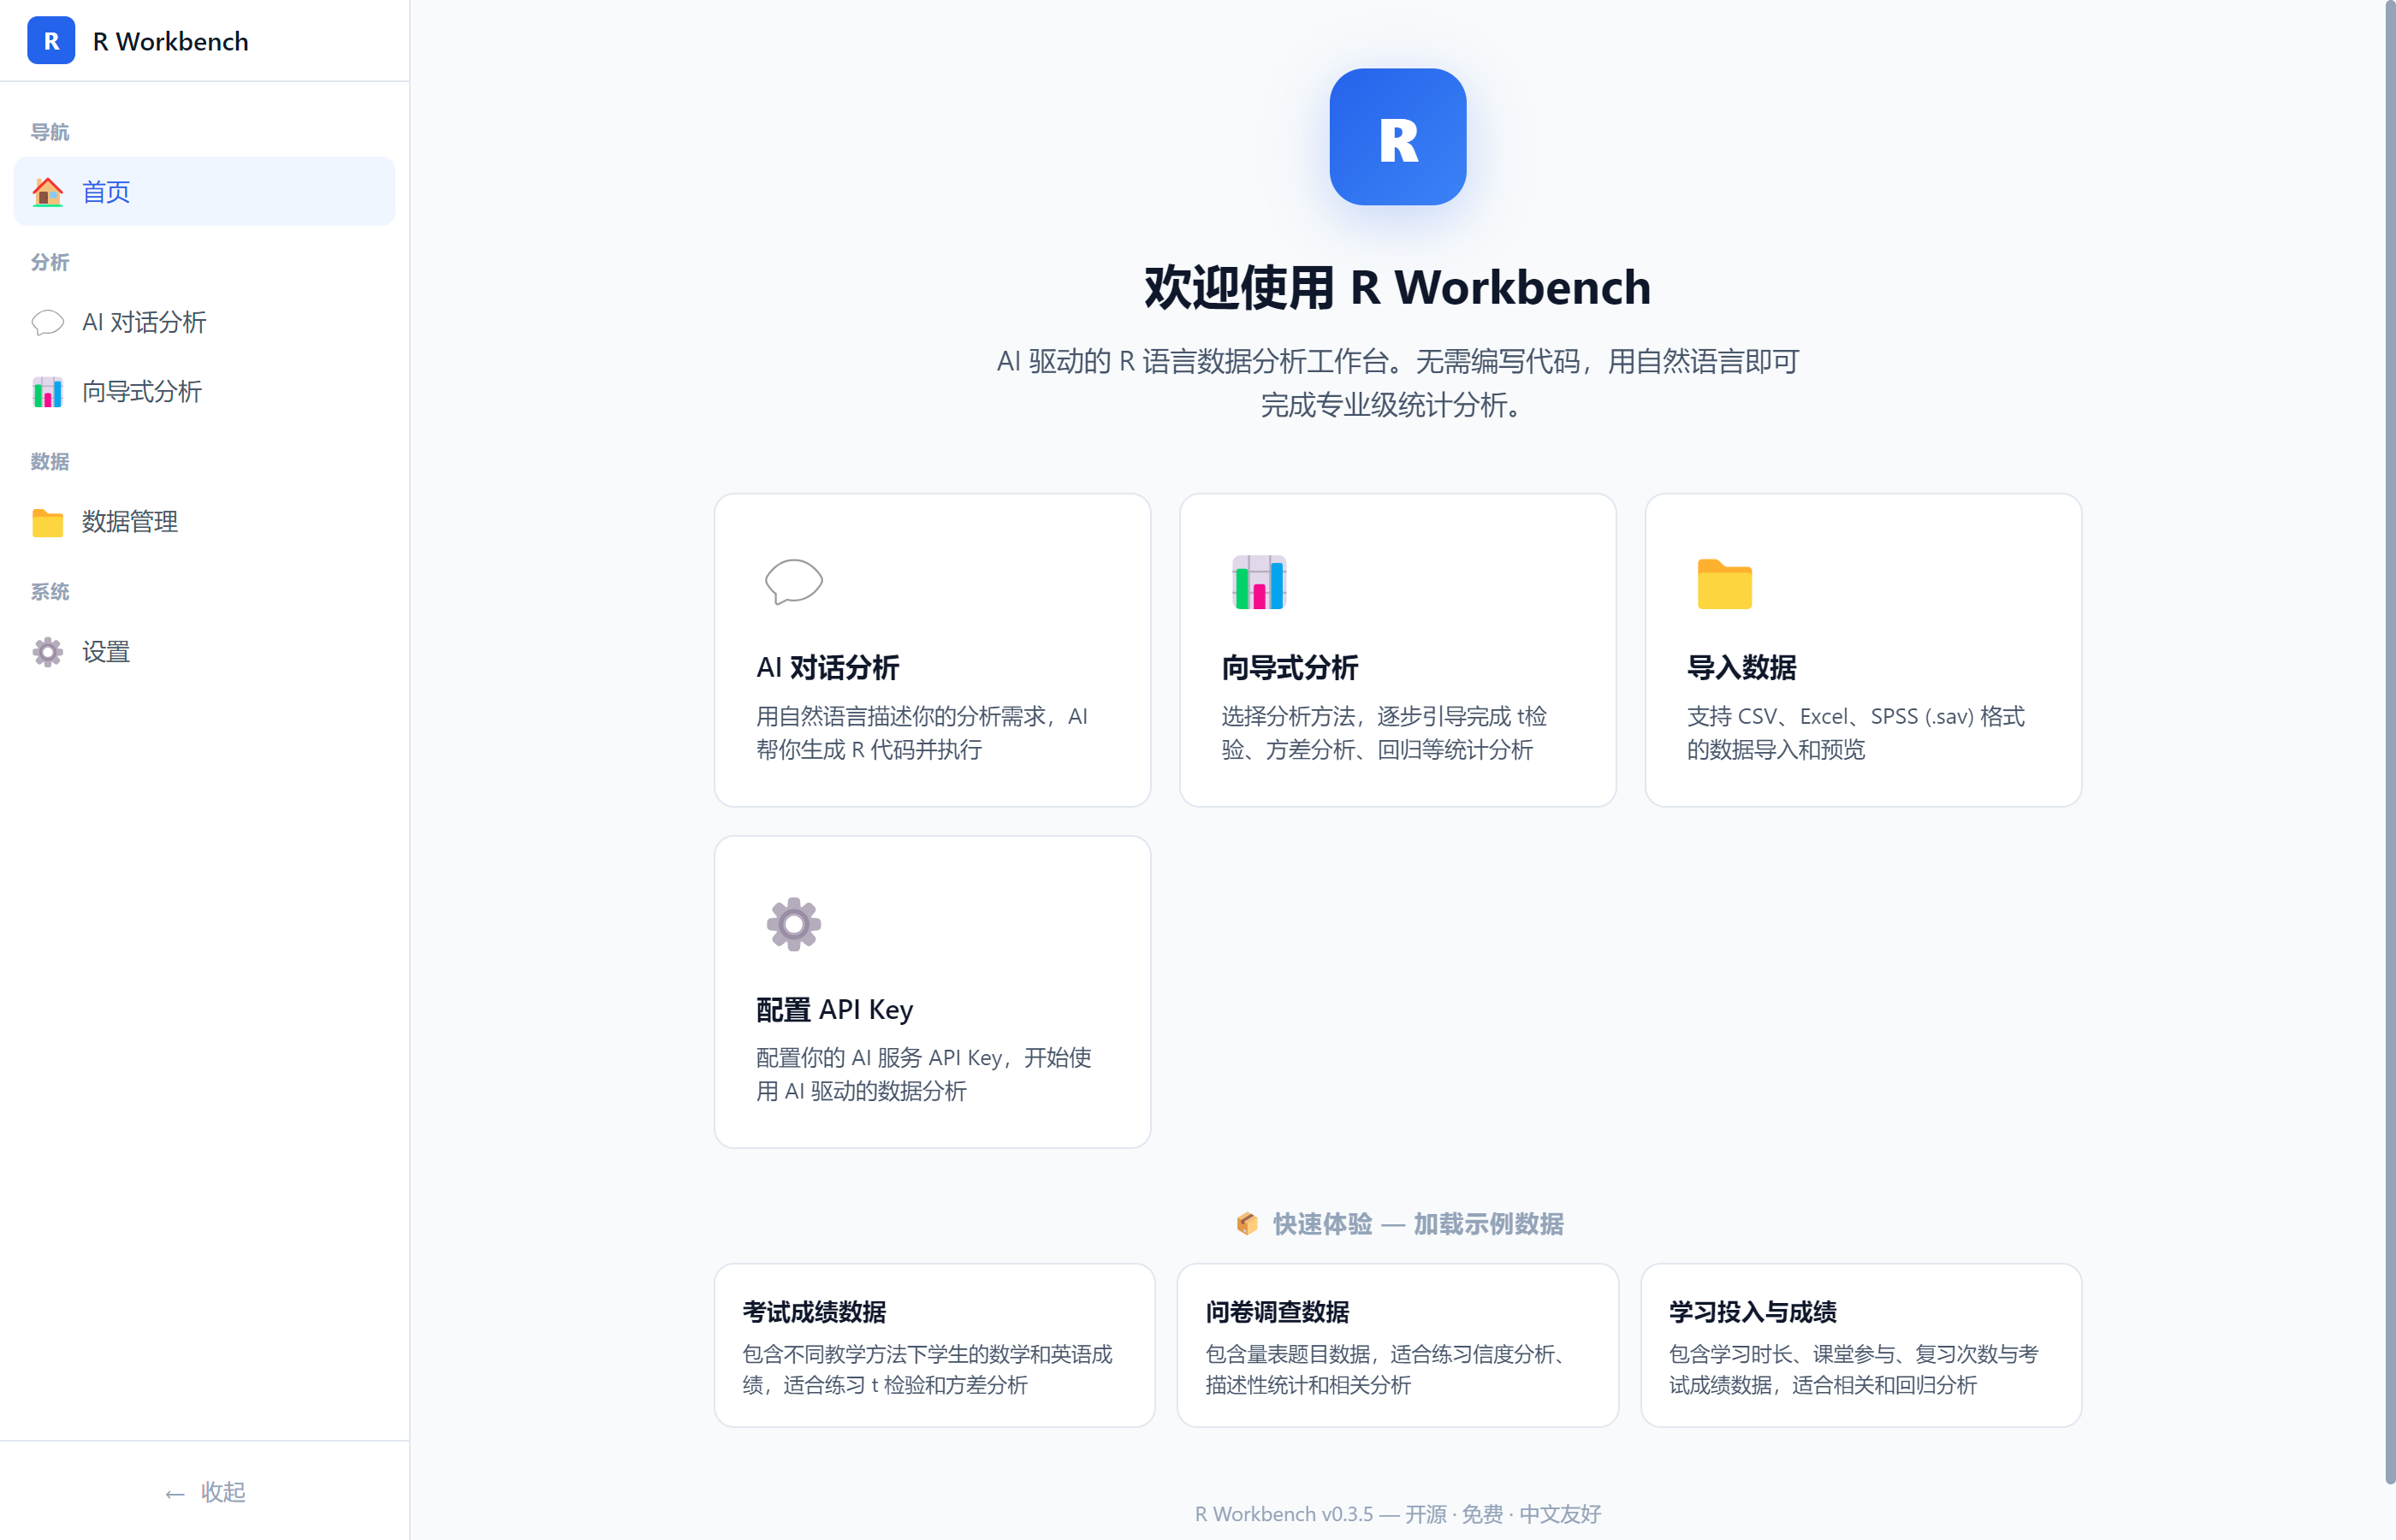 R R Workbench
导航
首页
分析
AI 对话分析
向导式分析
数据
数据管理
系统
设置
← 收起
R
欢迎使用 R Workbench
AI 驱动的 R 语言数据分析工作台。无需编写代码，用自然语言即可
完成专业级统计分析。
AI 对话分析
用自然语言描述你的分析需求，AI
帮你生成 R 代码并执行
向导式分析
选择分析方法，逐步引导完成 t检
验、方差分析、回归等统计分析
导入数据
支持 CSV、Excel、SPSS (.sav) 格式
的数据导入和预览
配置 API Key
配置你的 AI 服务 API Key，开始使
用 AI 驱动的数据分析
快速体验 — 加载示例数据
考试成绩数据
包含不同教学方法下学生的数学和英语成
绩，适合练习 t 检验和方差分析
问卷调查数据
包含量表题目数据，适合练习信度分析、
描述性统计和相关分析
学习投入与成绩
包含学习时长、课堂参与、复习次数与考
试成绩数据，适合相关和回归分析
R Workbench v0.3.5 — 开源 · 免费 · 中文友好